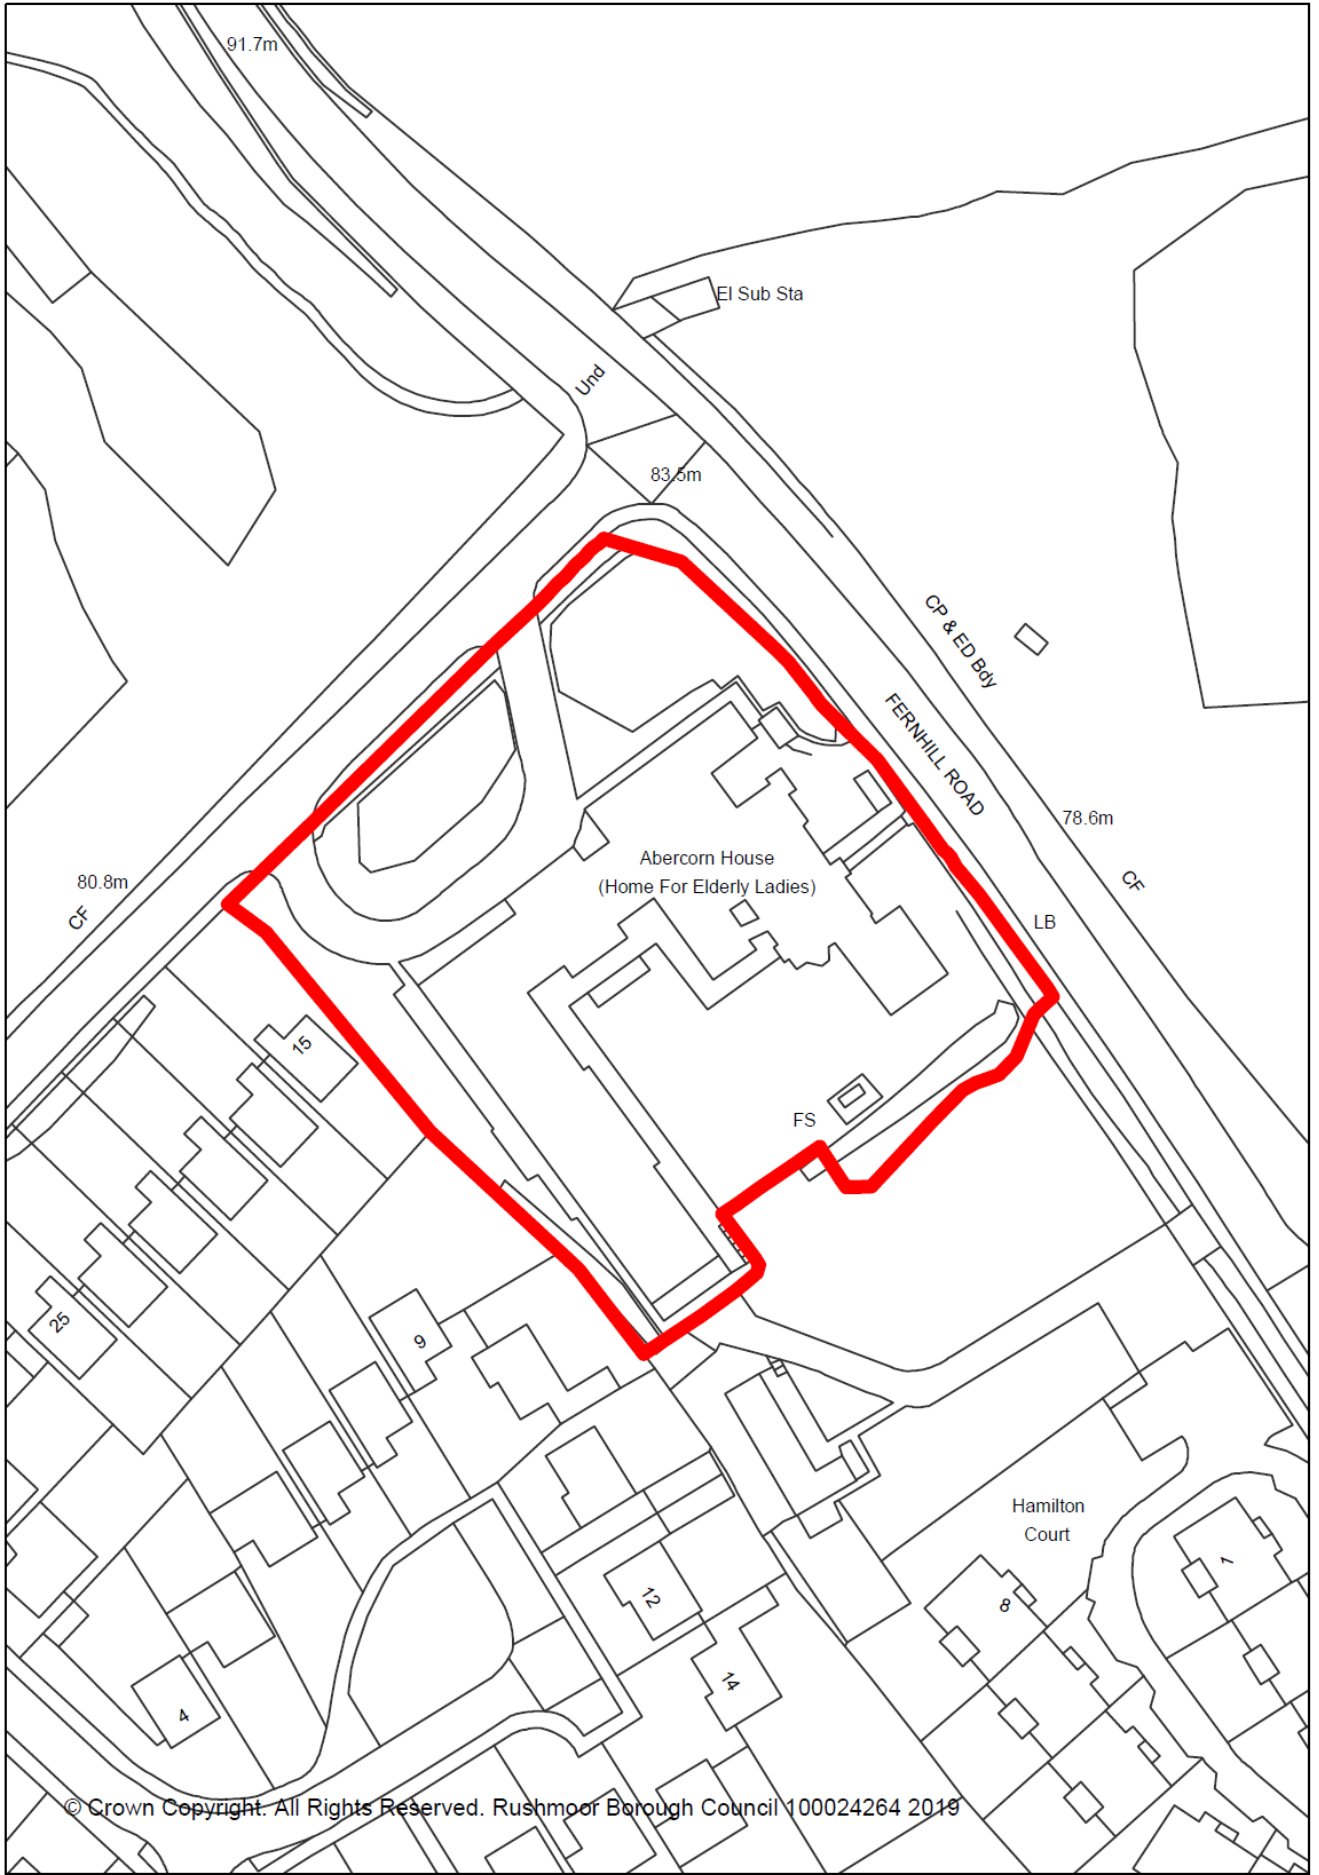 91.7m
El Sub Sta
Und
83.5m
CP & ED Bdy
FERNHILL ROAD
78.6m
Abercorn House
(Home For Elderly Ladies)
80.8m
CF
CF
LB
15
FS
25
9
Hamilton
Court
1
12
8
14
4
© Crown Copyright. All Rights Reserved. Rushmoor Borough Council 100024264 2019